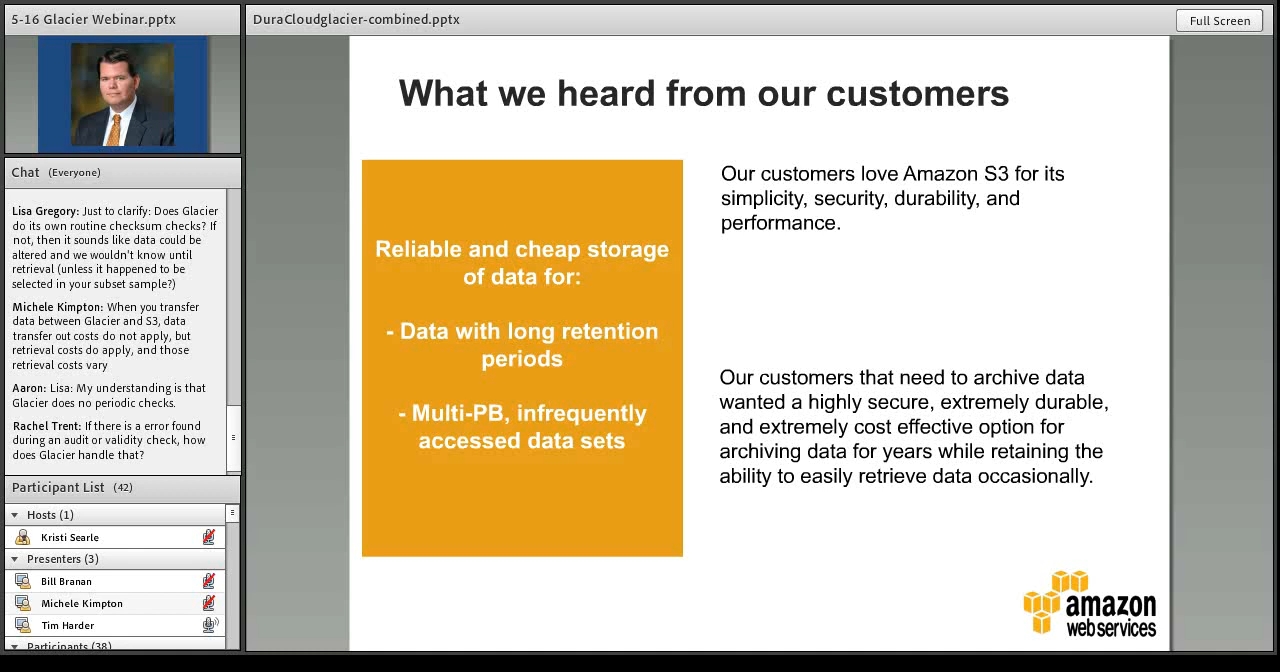 5-16 Glacier Webinar.pptx
Chat (Everyone)
Lisa Gregory: Just to clarify: Does Glacier
do its own routine checksum checks? If
not, then it sounds like data could be
altered and we wouldn't know until
retrieval (unless it happened to be
selected in your subset sample?)
Michele Kimpton: When you transfer
data between Glacier and S3, data
transfer out costs do not apply, but
retrieval costs do apply, and those
retrieval costs vary
Aaron: Lisa: My understanding is that
Glacier does no periodic checks.
Rachel Trent: If there is a error found
during an audit or validity check, how
does Glacier handle that?
Participant List (42)
Hosts (1)
Kristi Searle
Presenters (3)
Bill Branan
Michele Kimpton
Tim Harder
Participants (38)
DuraCloudglacier-combined.pptx
Full Screen
What we heard from our customers
Reliable and cheap storage
of data for:
- Data with long retention
periods
- Multi-PB, infrequently
accessed data sets
Our customers love Amazon S3 for its
simplicity, security, durability, and
performance.
Our customers that need to archive data
wanted a highly secure, extremely durable,
and extremely cost effective option for
archiving data for years while retaining the
ability to easily retrieve data occasionally.
amazon
webservices